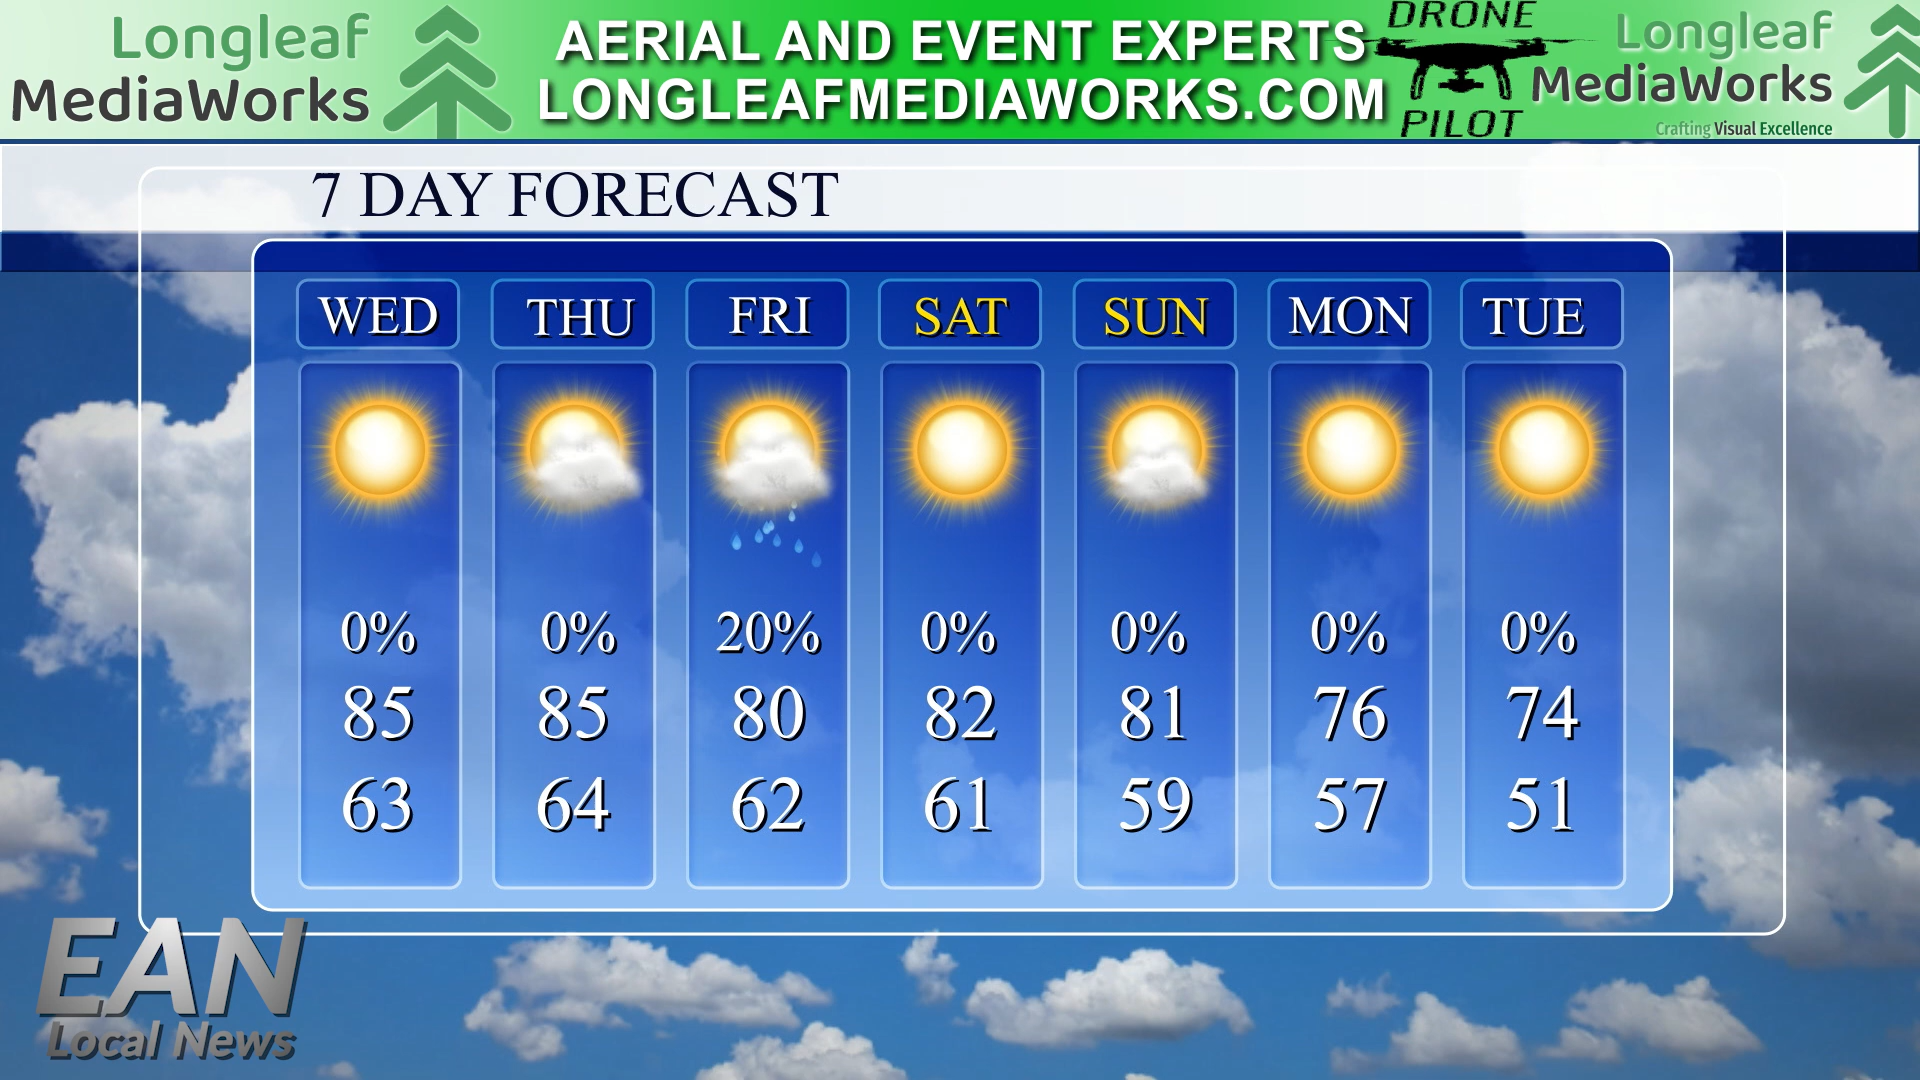 Longleaf
MediaWorks
AERIAL AND EVENT EXPERTS
LONGLEAFMEDIAWORKS.COM
DRONE
PILOT
Longleaf
MediaWorks
Crafting Visual Excellence
7 DAY FORECAST
WED THU FRI SAT SUN MON TUE
0% 0% 20% 0% 0% 0% 0%
85 85 80 82 81 76 74
63 64 62 61 59 57 51
EAN
Local News